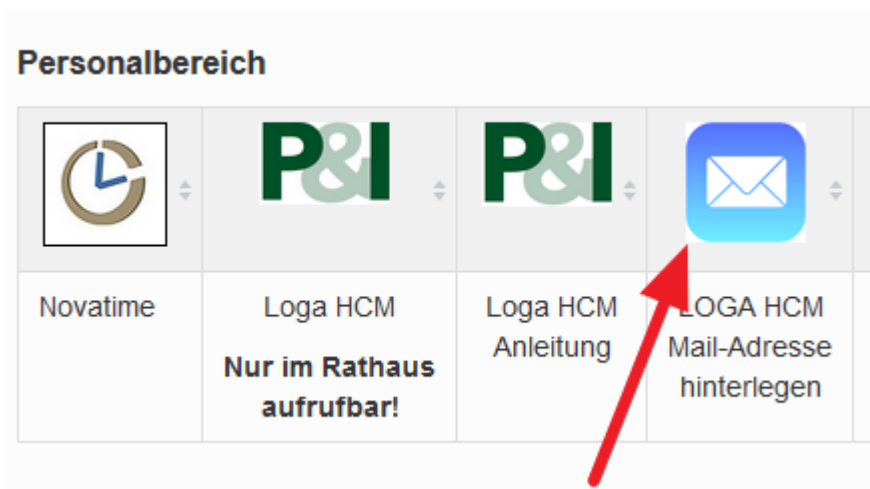 Personalbereich
P&I
P&I
Novatime
Loga HCM
Nur im Rathaus
aufrufbar!
Loga HCM
Anleitung
LOGA HCM
Mail-Adresse
hinterlegen